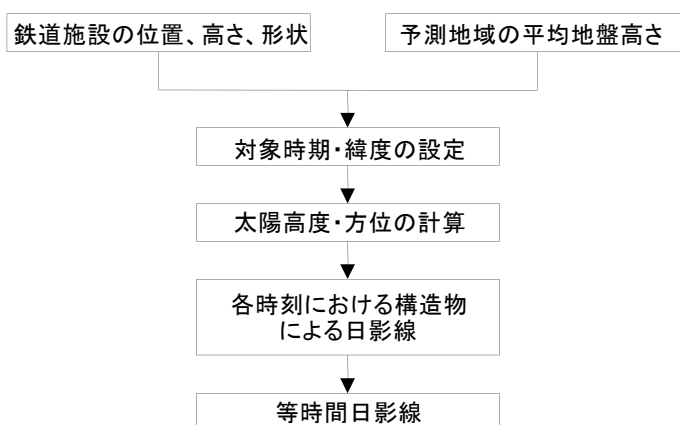 鉄道施設の位置、高さ、形状
予測地域の平均地盤高さ
対象時期・緯度の設定
太陽高度・方位の計算
各時刻における構造物
による日影線
等時間日影線